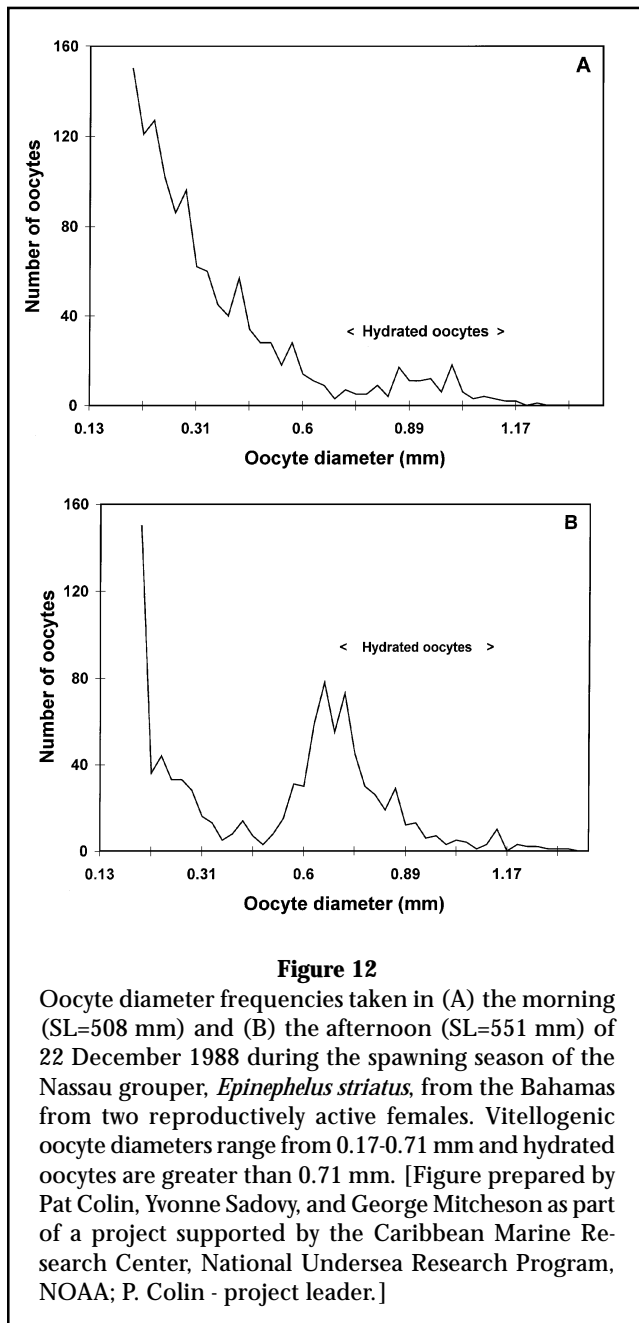 160
A
120
80
40
0
Number of oocytes
< Hydrated oocytes >
0.13 0.31 0.6 0.89 1.17
Oocyte diameter (mm)
160
B
120
80
40
0
Number of oocytes
< Hydrated oocytes >
0.13 0.31 0.6 0.89 1.17
Oocyte diameter (mm)
Figure 12
Oocyte diameter frequencies taken in (A) the morning
(SL=508 mm) and (B) the afternoon (SL=551 mm) of
22 December 1988 during the spawning season of the
Nassau grouper, Epinephelus striatus, from the Bahamas
from two reproductively active females. Vitellogenic
oocyte diameters range from 0.17-0.71 mm and hydrated
oocytes are greater than 0.71 mm. [Figure prepared by
Pat Colin, Yvonne Sadovy, and George Mitcheson as part
of a project supported by the Caribbean Marine Re-
search Center, National Undersea Research Program,
NOAA; P. Colin - project leader.]